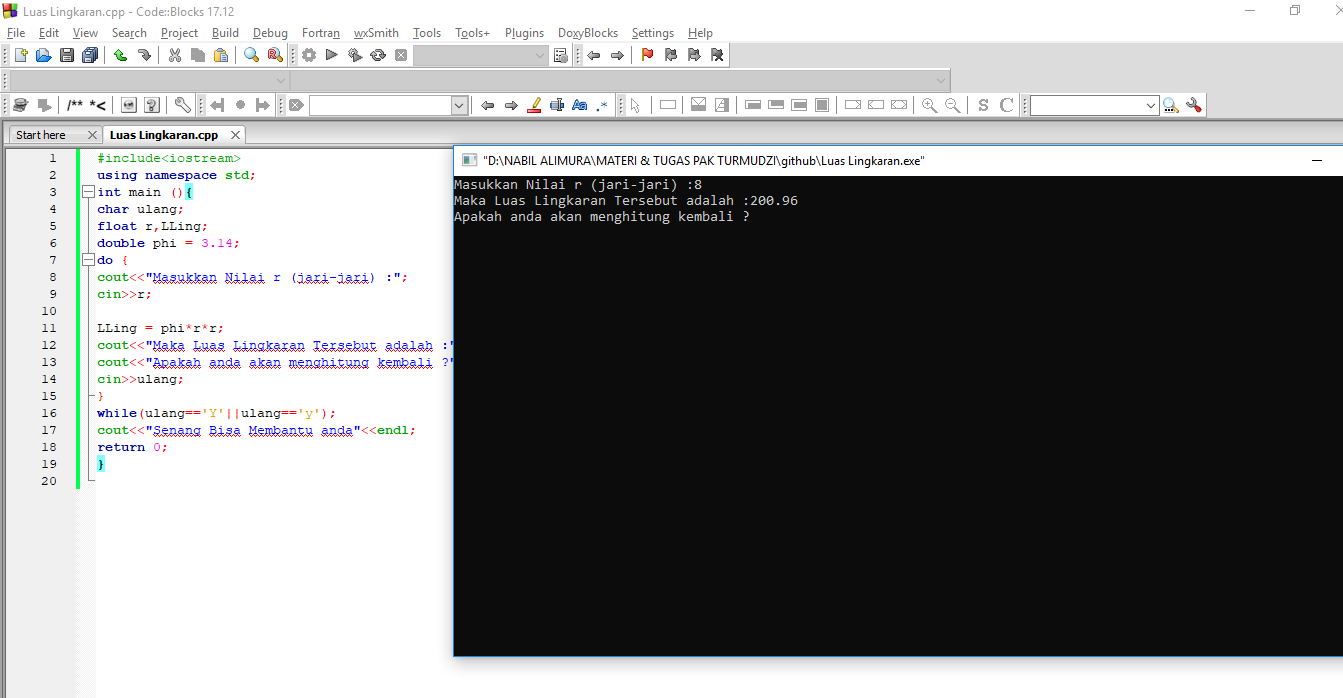 Luas Lingkaran.cpp - Code::Blocks 17.12
File Edit View Search Project Build Debug Fortran wxSmith Tools Tools+ Plugins DoxyBlocks Settings Help
/** *<
Aa .*
S C
Start here
Luas Lingkaran.cpp
1 #include<iostream>
2 using namespace std;
3 int main (){
4 char ulang;
5 float r,LLing;
6 double phi = 3.14;
7 do {
8 cout<<"Masukkan Nilai r (jari-jari) :";
9 cin>>r;
10
11 LLing = phi*r*r;
12 cout<<"Maka Luas Lingkaran Tersebut adalah :"
13 cout<<"Apakah anda akan menghitung kembali ?"
14 cin>>ulang;
15 }
16 while(ulang=='Y'||ulang=='y');
17 cout<<"Senang Bisa Membantu anda"<<endl;
18 return 0;
19 }
20
"D:\NABIL ALIMURA\MATERI & TUGAS PAK TURMUDZI\github\Luas Lingkaran.exe"
Masukkan Nilai r (jari-jari) :8
Maka Luas Lingkaran Tersebut adalah :200.96
Apakah anda akan menghitung kembali ?